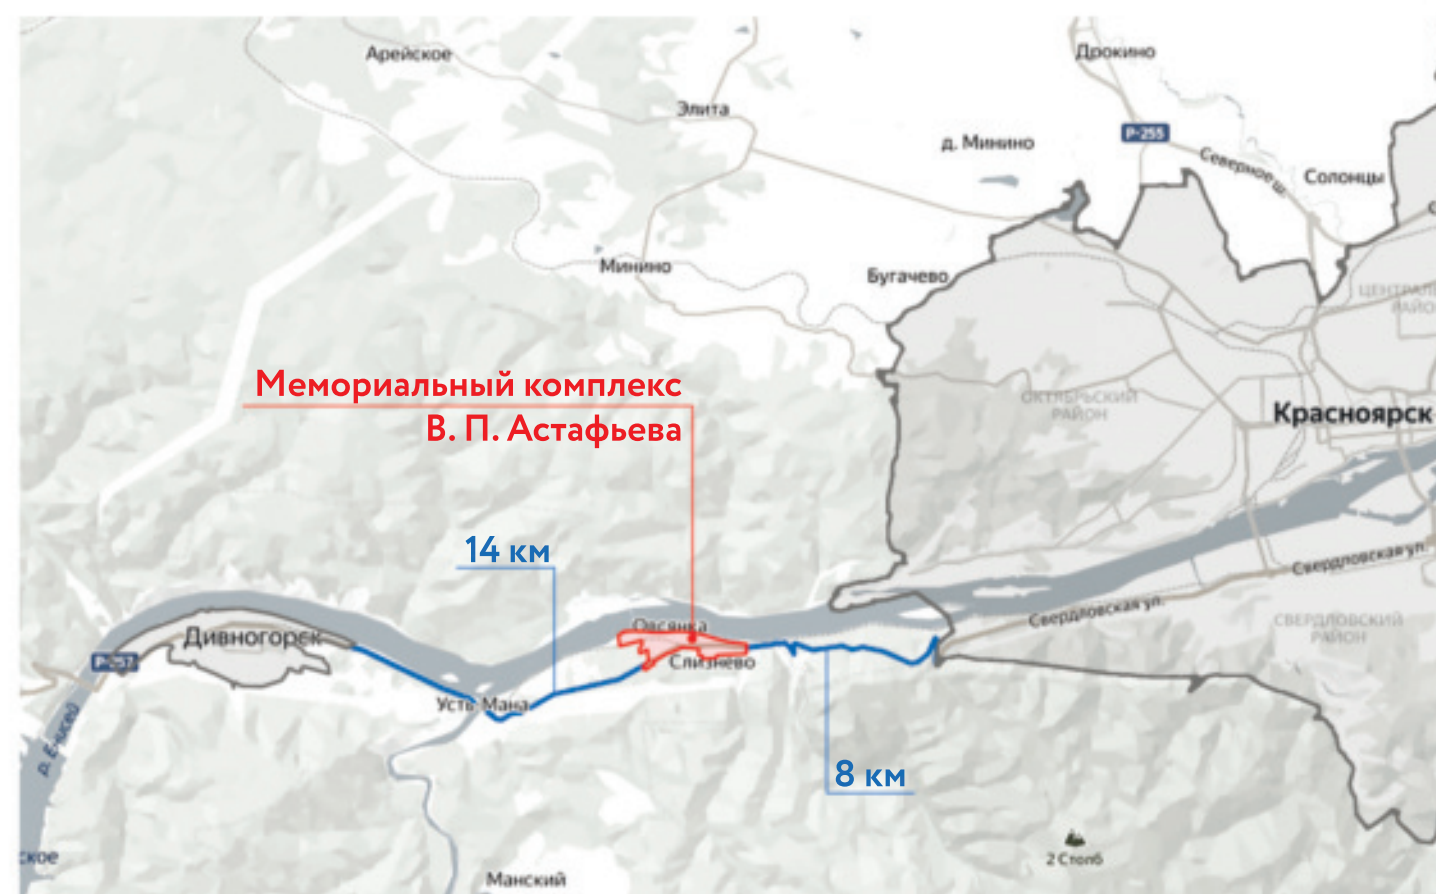 Арейское
Дрокино
Элита
Р-255
д. Минино
Северное ш.
Солонцы
Минино
Бугачево
Мемориальный комплекс
В. П. Астафьева
ОКТЯБРЬСКИЙ
РАЙОН
Красноярск
14 км
Свердловская ул.
Свердловская ул.
СВЕРДЛОВСКИЙ
РАЙОН
Овсянка
Дивногорск
Слизнево
Усть-Мана
р. Енисей
8 км
2 Столб
ское
Манский